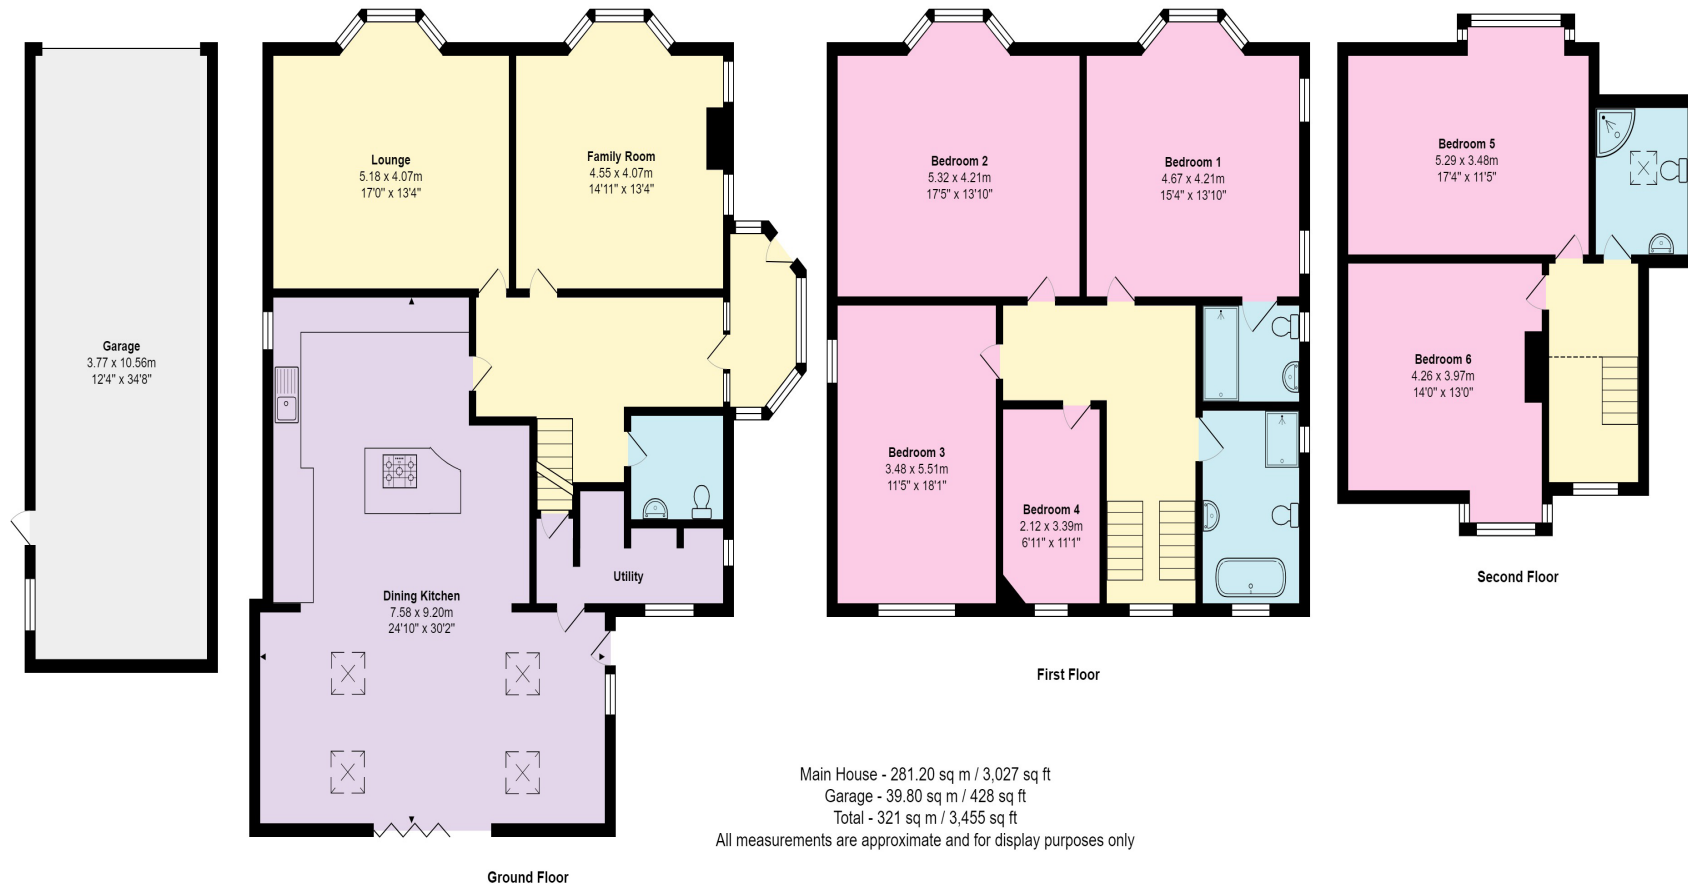 Garage
3.77 x 10.56m
12'4" x 34'8"
Lounge
5.18 x 4.07m
17'0" x 13'4"
Family Room
4.55 x 4.07m
14'11" x 13'4"
Dining Kitchen
7.58 x 9.20m
24'10" x 30'2"
Utility
Ground Floor
Bedroom 2
5.32 x 4.21m
17'5" x 13'10"
Bedroom 1
4.67 x 4.21m
15'4" x 13'10"
Bedroom 3
3.48 x 5.51m
11'5" x 18'1"
Bedroom 4
2.12 x 3.39m
6'11" x 11'1"
First Floor
Bedroom 5
5.29 x 3.48m
17'4" x 11'5"
Bedroom 6
4.26 x 3.97m
14'0" x 13'0"
Second Floor
Main House - 281.20 sq m / 3,027 sq ft
Garage - 39.80 sq m / 428 sq ft
Total - 321 sq m / 3,455 sq ft
All measurements are approximate and for display purposes only